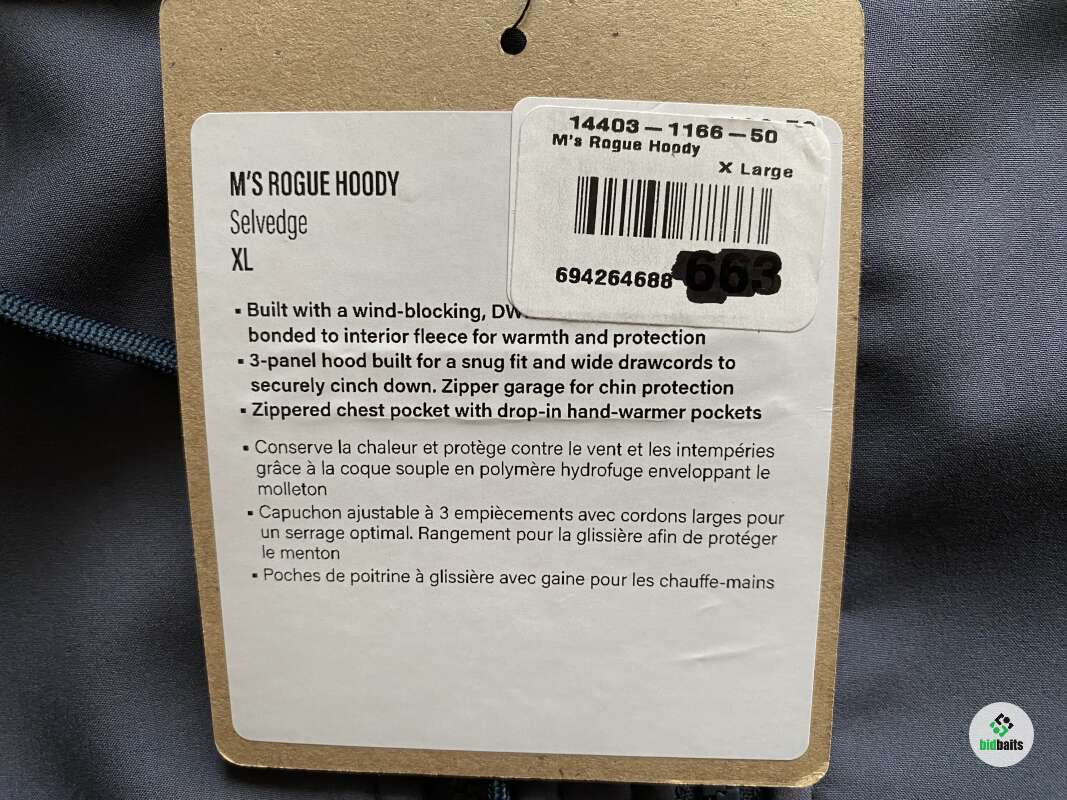 14403-1166-50
M's Rogue Hoody
X Large
694264688 663
M'S ROGUE HOODY
Selvedge
XL
▪ Built with a wind-blocking,
bonded to interior fleece for warmth and protection
▪ 3-panel hood built for a snug fit and wide drawcords to
securely cinch down. Zipper garage for chin protection
▪ Zippered chest pocket with drop-in hand-warmer pockets
▪ Conserve la chaleur et protège contre le vent et les intempéries
grâce à la coque souple en polymère hydrofuge enveloppant le
molleton
▪ Capuchon ajustable à 3 empiècements avec cordons larges pour
un serrage optimal. Rangement pour la glissière afin de protéger
le menton
▪ Poches de poitrine à glissière avec gaine pour les chauffe-mains
bidbaits